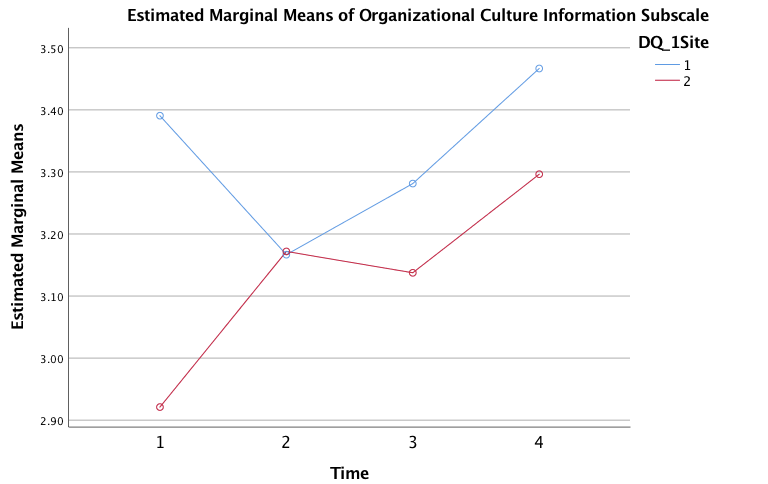 Estimated Marginal Means of Organizational Culture Information Subscale
DQ_1Site
1
2
Estimated Marginal Means
3.50
3.40
3.30
3.20
3.10
3.00
2.90
1 2 3 4
Time